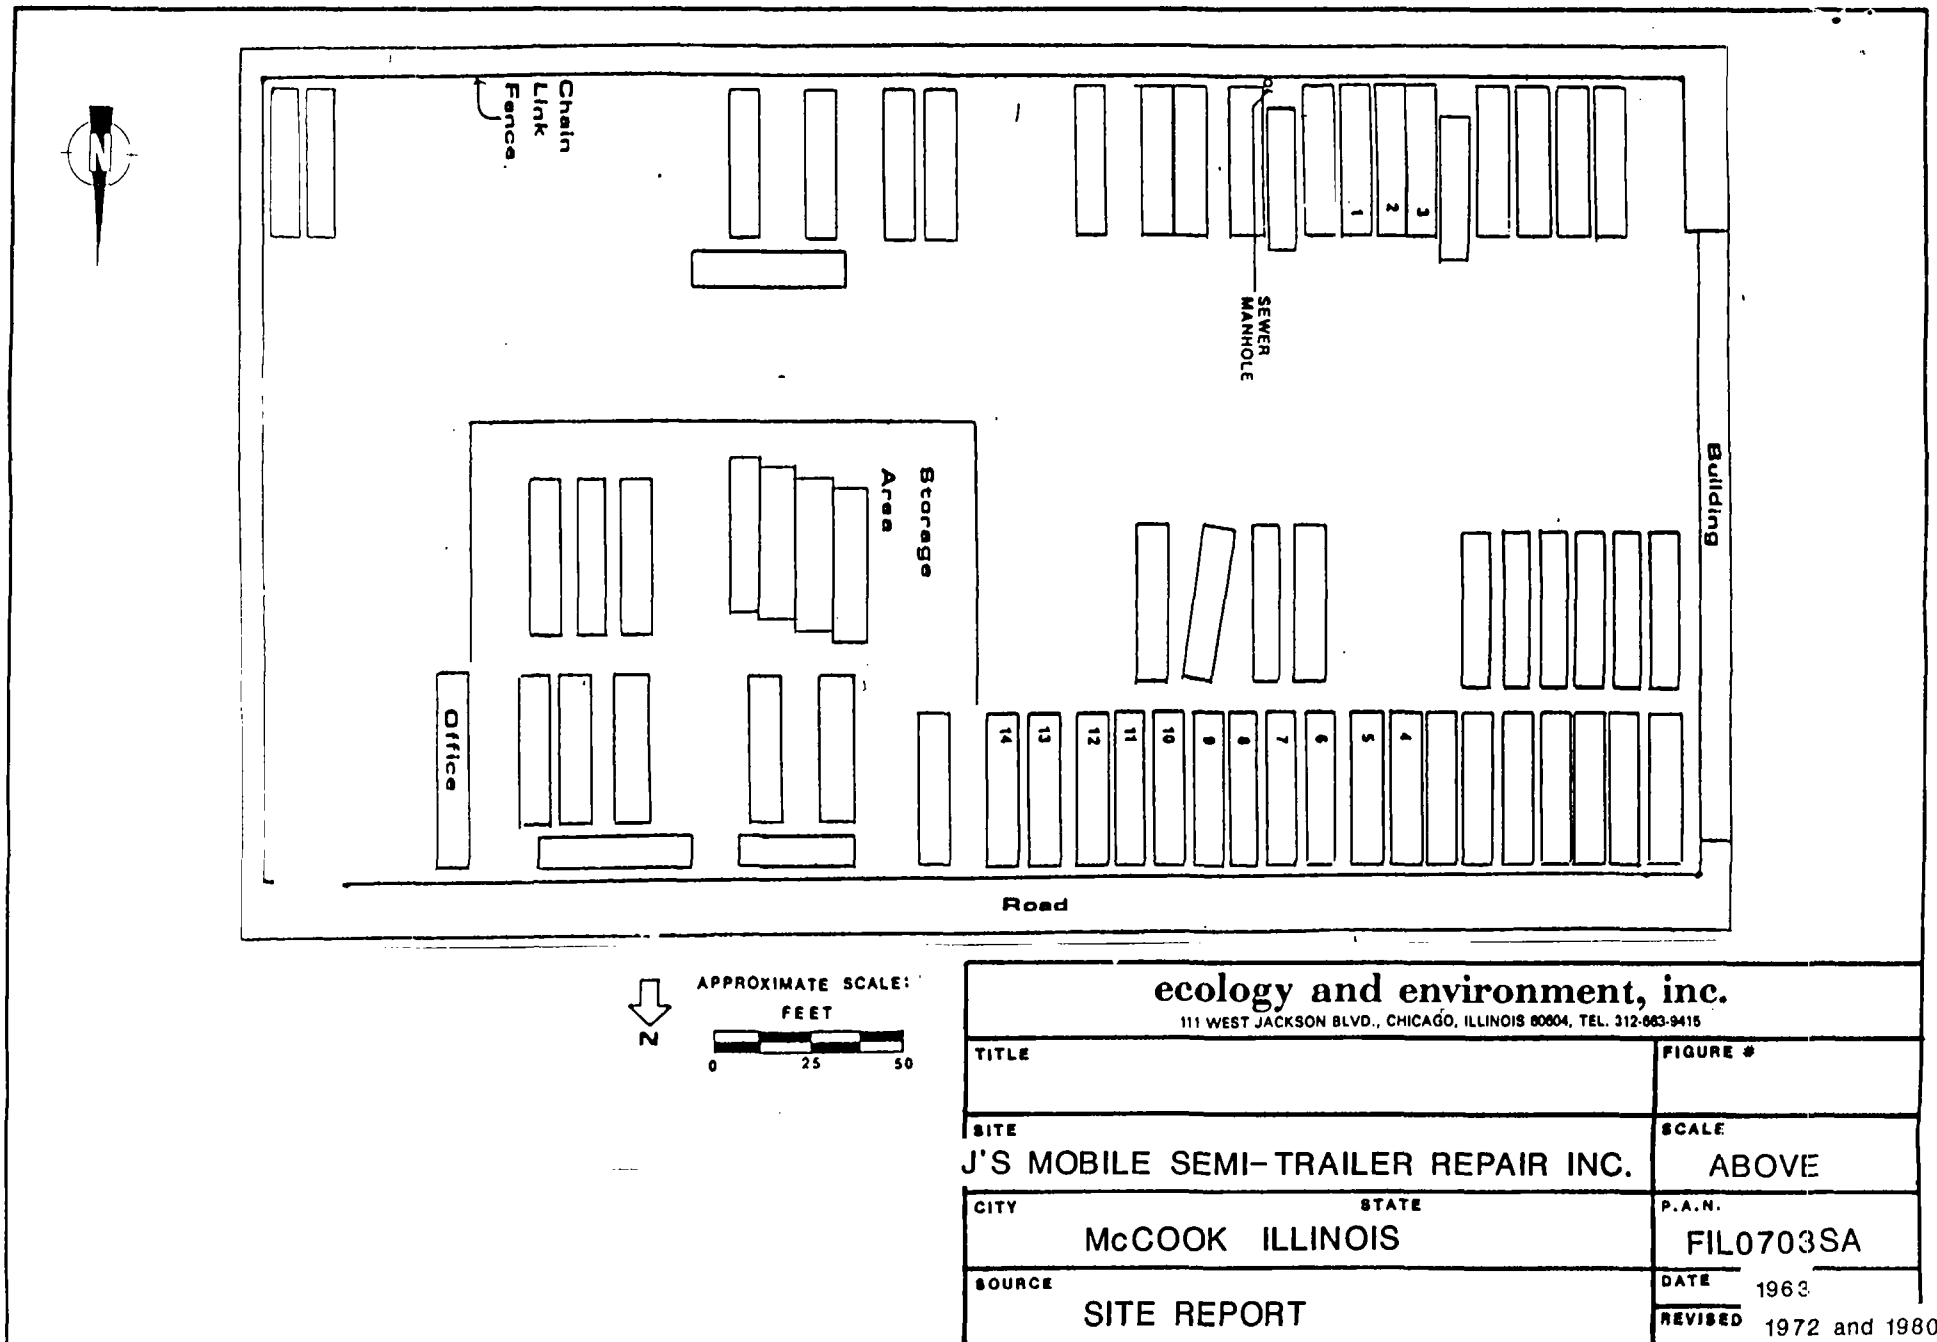 Chain
Link
Fence
N
1
2
3
SEWER
MANHOLE
Building
Storage
Area
Office
14
13
12
11
10
9
8
7
6
5
4
Road
N
APPROXIMATE SCALE:
FEET
0 25 50
ecology and environment, inc.
111 WEST JACKSON BLVD., CHICAGO, ILLINOIS 60604, TEL. 312-663-9415
TITLE
FIGURE #
SITE
J'S MOBILE SEMI-TRAILER REPAIR INC.
SCALE
ABOVE
CITY STATE
McCOOK ILLINOIS
P.A.N.
FIL0703SA
SOURCE
SITE REPORT
DATE 1963
REVISED 1972 and 1980